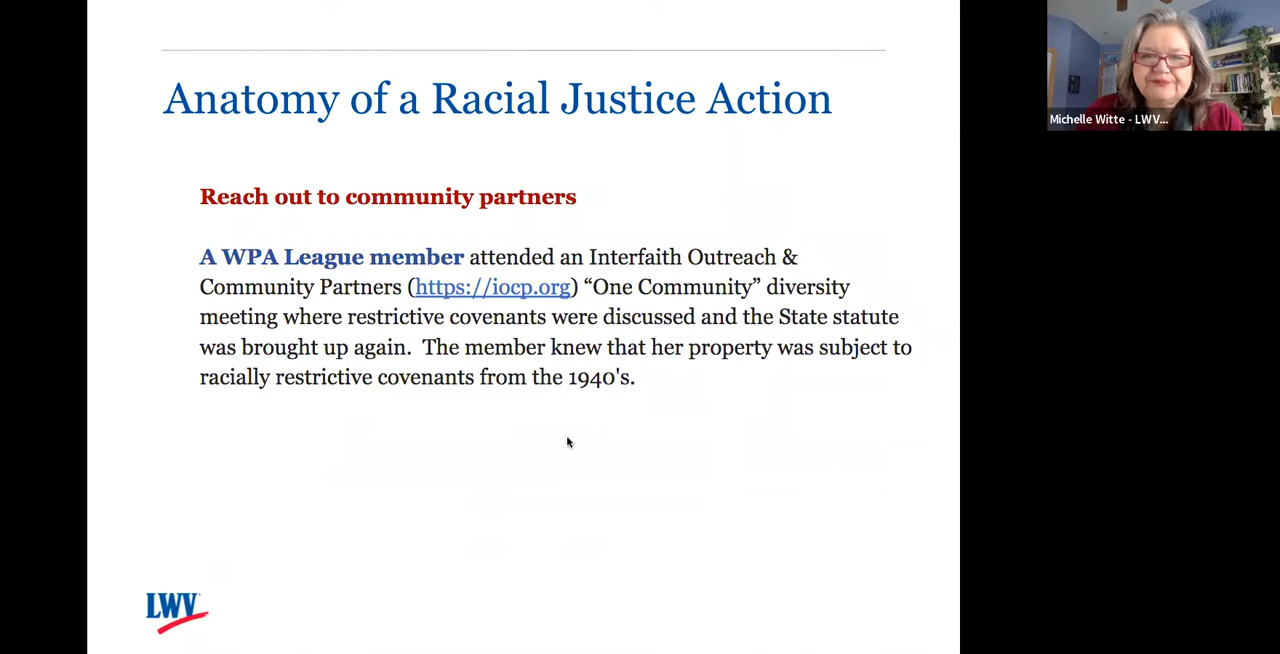 Anatomy of a Racial Justice Action
Reach out to community partners
A WPA League member attended an Interfaith Outreach &
Community Partners (https://iocp.org) “One Community” diversity
meeting where restrictive covenants were discussed and the State statute
was brought up again.  The member knew that her property was subject to
racially restrictive covenants from the 1940's.
LWV
Michelle Witte - LWV...